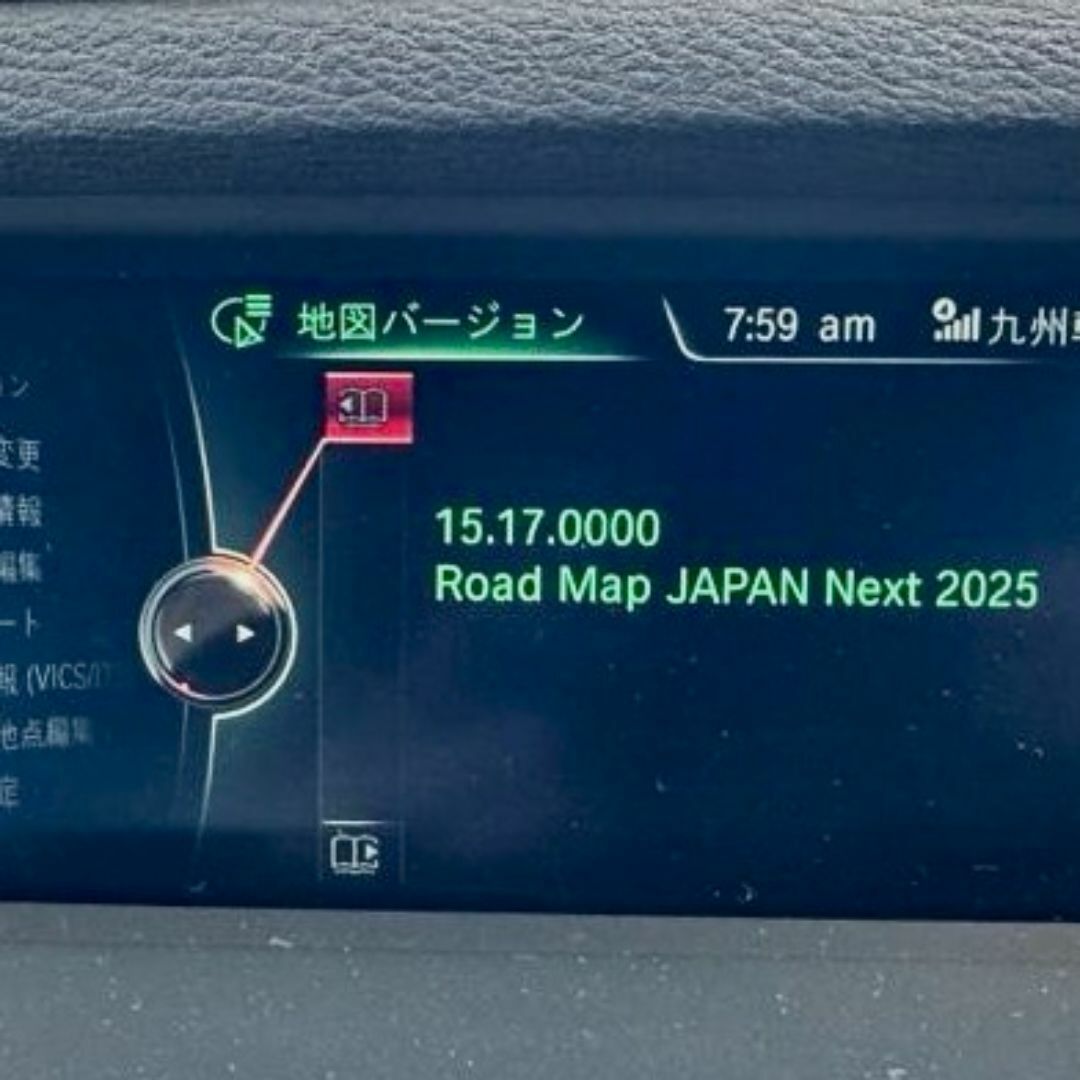 地図バージョン
7:59 am
九州
15.17.0000
Road Map JAPAN Next 2025
ョン
変更
情報
編集
ート
報 (VICS/IT
地点編集
定